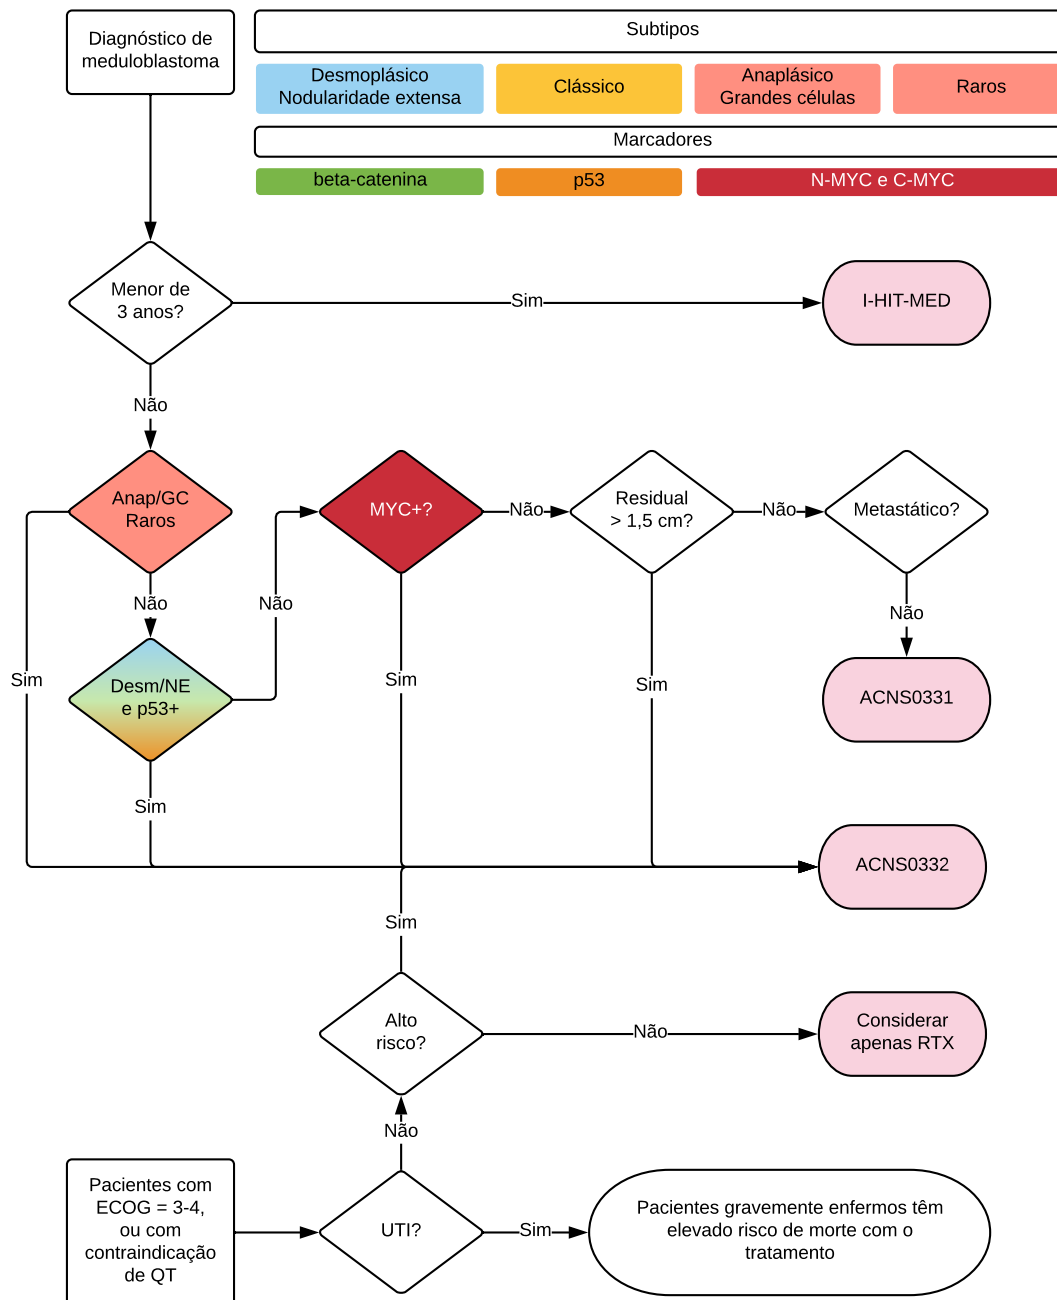 Diagnóstico de
meduloblastoma
Subtipos
Desmoplásico
Nodularidade extensa
Clássico
Anaplásico
Grandes células
Raros
Marcadores
beta-catenina
p53
N-MYC e C-MYC
Menor de
3 anos?
Sim
I-HIT-MED
Não
Anap/GC
Raros
MYC+?
Não
Residual
> 1,5 cm?
Não
Metastático?
Não
Não
Não
Sim
Desm/NE
e p53+
Sim
Sim
ACNS0331
Sim
ACNS0332
Sim
Alto
risco?
Não
Considerar
apenas RTX
Não
Pacientes com
ECOG = 3-4,
ou com
contraindicação
de QT
UTI?
Sim
Pacientes gravemente enfermos têm
elevado risco de morte com o
tratamento